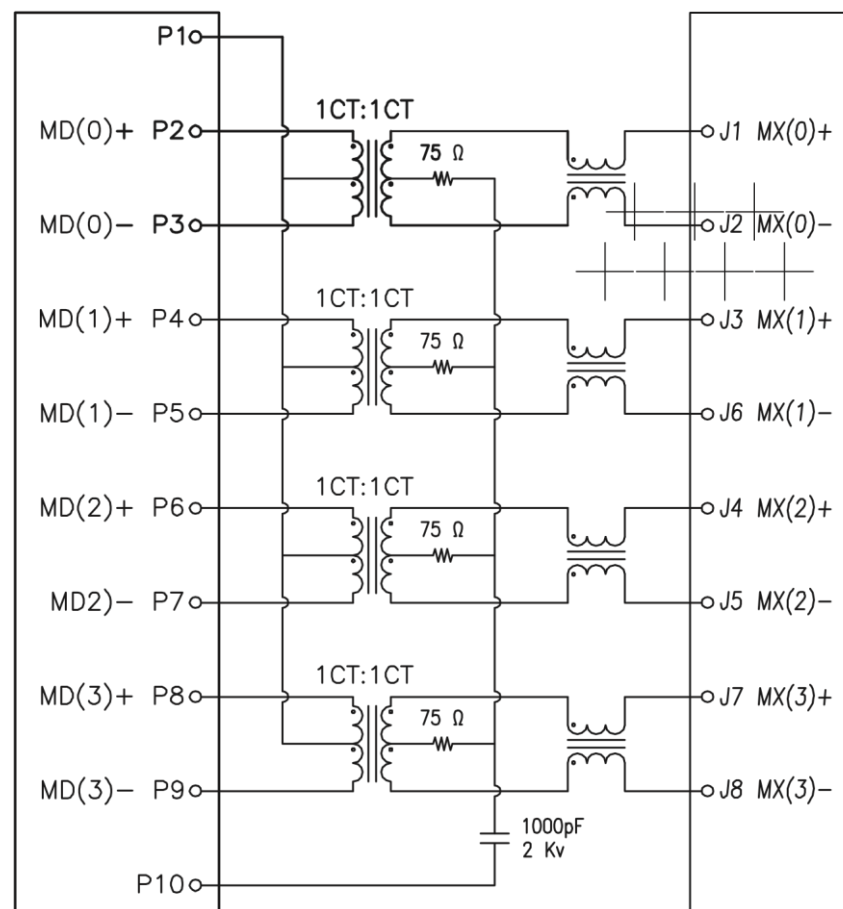 P1
1CT:1CT
MD(0)+ P2 J1 MX(0)+
75 Ω
MD(0)- P3 J2 MX(0)-
1CT:1CT
MD(1)+ P4 J3 MX(1)+
75 Ω
MD(1)- P5 J6 MX(1)-
1CT:1CT
MD(2)+ P6 J4 MX(2)+
75 Ω
MD2)- P7 J5 MX(2)-
1CT:1CT
MD(3)+ P8 J7 MX(3)+
75 Ω
MD(3)- P9 J8 MX(3)-
1000pF
2 Kv
P10